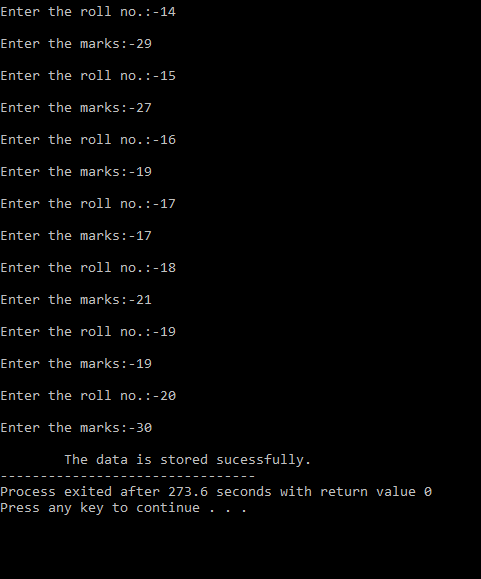 Enter the roll no.:-14
Enter the marks:-29
Enter the roll no.:-15
Enter the marks:-27
Enter the roll no.:-16
Enter the marks:-19
Enter the roll no.:-17
Enter the marks:-17
Enter the roll no.:-18
Enter the marks:-21
Enter the roll no.:-19
Enter the marks:-19
Enter the roll no.:-20
Enter the marks:-30
The data is stored sucessfully.
--------------------------------
Process exited after 273.6 seconds with return value 0
Press any key to continue . . .